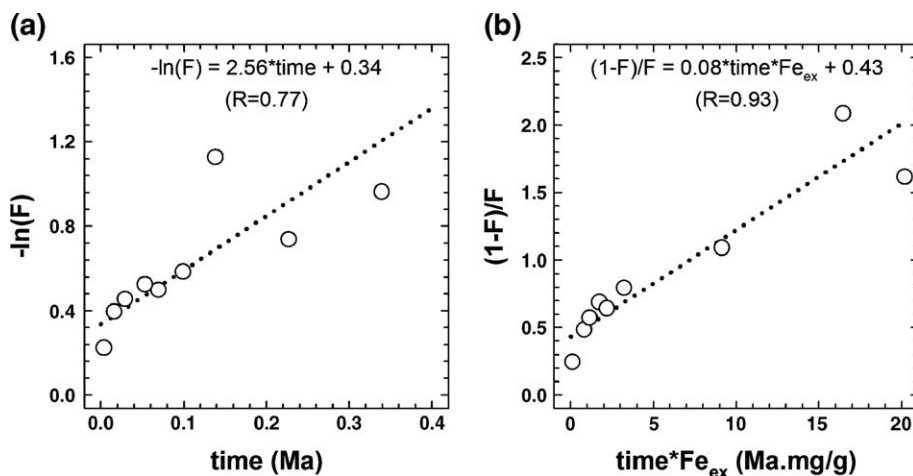 (a)
-ln(F) = 2.56*time + 0.34
(R=0.77)
-ln(F)
1.6
1.2
0.8
0.4
0.0
0.0 0.1 0.2 0.3 0.4
time (Ma)
(b)
(1-F)/F = 0.08*time*Fe_ex + 0.43
(R=0.93)
(1-F)/F
2.5
2.0
1.5
1.0
0.5
0.0
0 5 10 15 20
time*Fe_ex (Ma.mg/g)